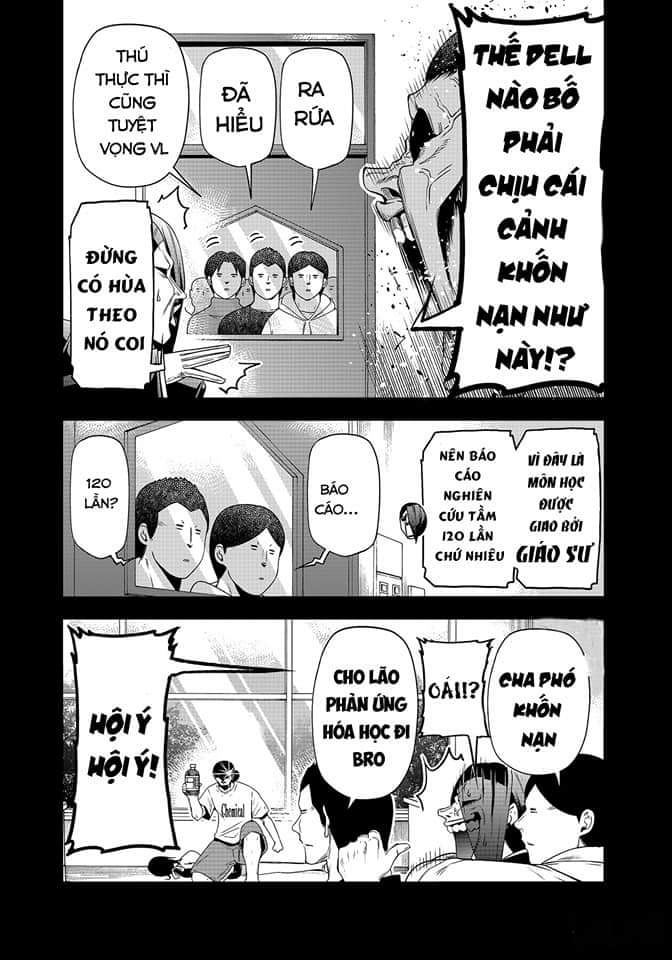 THẾ DELL
NÀO BỐ
PHẢI
CHỊU CÁI
CẢNH
KHỐN
NẠN NHƯ
NÀY!?
RA
RỨA
ĐÃ
HIỂU
THÚ
THỰC THÌ
CŨNG
TUYỆT
VỌNG VL
ĐỪNG
CÓ HÙA
THEO
NÓ COI
VÌ ĐÂY LÀ
MÔN HỌC
ĐƯỢC
GIAO BỞI
GIÁO SƯ
NÊN BÁO
CÁO
NGHIÊN
CỨU TẦM
120 LẦN
CHỨ NHIÊU
BÁO
CÁO...
120
LẦN?
CHA PHÓ
KHỐN
NẠN
OÁI!?
CHO LÃO
PHẢN ỨNG
HÓA HỌC ĐI
BRO
HỘI Ý
HỘI Ý!
Chemical